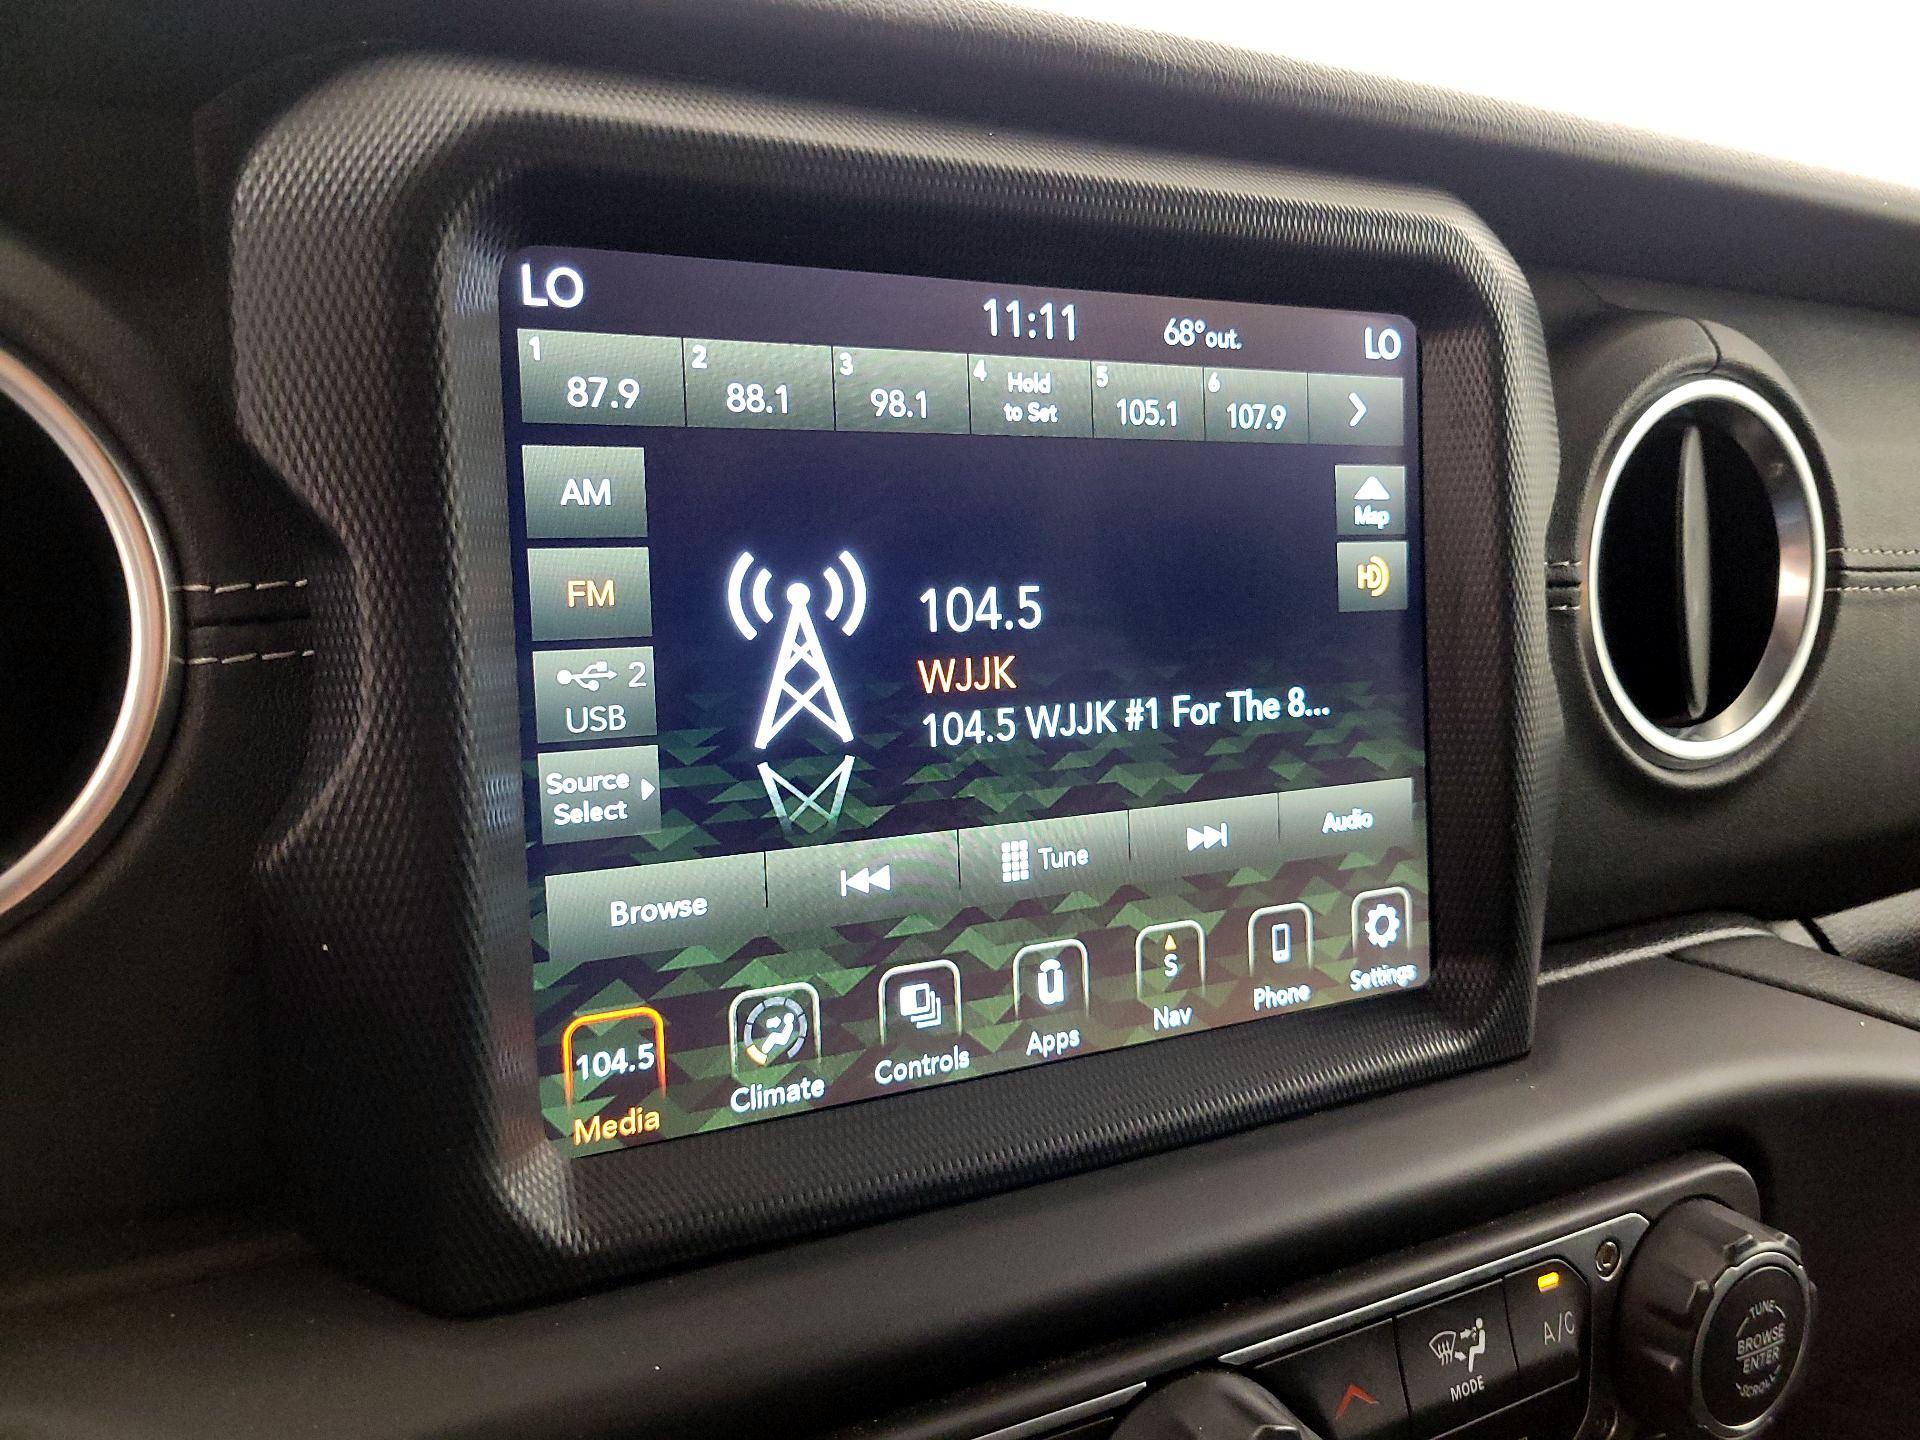 LO
11:11
68°out.
LO
1 87.9
2 88.1
3 98.1
4 Hold
to Set
5 105.1
6 107.9
AM
Map
FM
HD
104.5
WJJK
104.5 WJJK #1 For The 8...
2
USB
Source
Select
Browse
Tune
Audio
104.5
Media
Climate
Controls
Apps
S
Nav
Phone
Settings
A/C
MODE
TUNE
BROWSE
ENTER
SCROLL